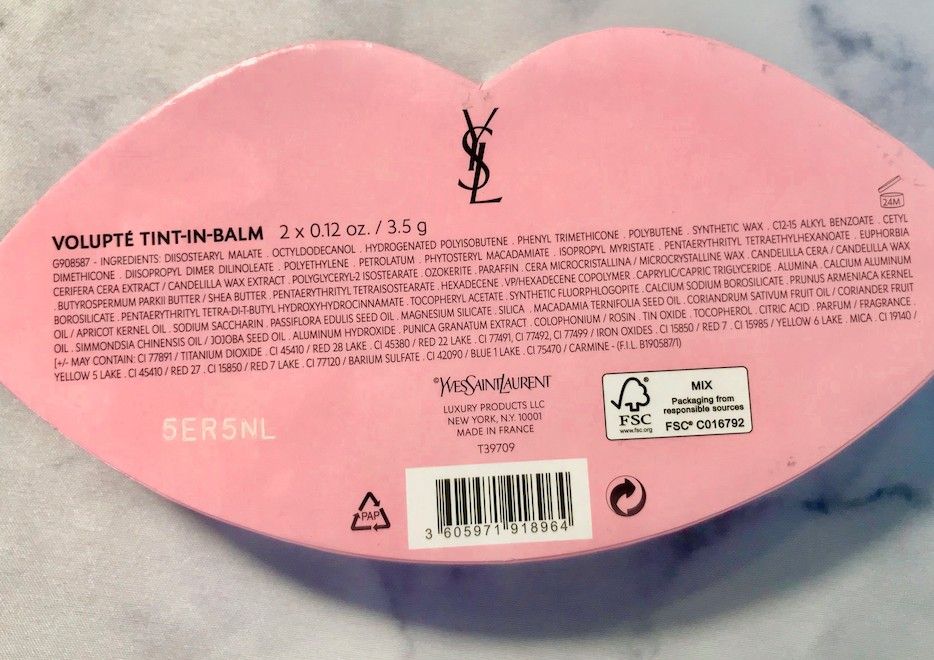 YSL
24M
VOLUPTÉ TINT-IN-BALM 2 x 0.12 oz. / 3.5 g
G908587 - INGREDIENTS: DIISOSTEARYL MALATE . OCTYLDODECANOL . HYDROGENATED POLYISOBUTENE . PHENYL TRIMETHICONE . POLYBUTENE . SYNTHETIC WAX . C12-15 ALKYL BENZOATE . CETYL
DIMETHICONE . DIISOPROPYL DIMER DILINOLEATE . POLYETHYLENE . PETROLATUM . PHYTOSTERYL MACADAMIATE . ISOPROPYL MYRISTATE . PENTAERYTHRITYL TETRAETHYLHEXANOATE . EUPHORBIA
CERIFERA CERA EXTRACT / CANDELILLA WAX EXTRACT . POLYGLYCERYL-2 ISOSTEARATE . OZOKERITE . PARAFFIN . CERA MICROCRISTALLINA / MICROCRYSTALLINE WAX . CANDELILLA CERA / CANDELILLA WAX
. BUTYROSPERMUM PARKII BUTTER / SHEA BUTTER . PENTAERYTHRITYL TETRAISOSTEARATE . HEXADECENE . VP/HEXADECENE COPOLYMER . CAPRYLIC/CAPRIC TRIGLYCERIDE . ALUMINA . CALCIUM ALUMINUM
BOROSILICATE . PENTAERYTHRITYL TETRA-DI-T-BUTYL HYDROXYHYDROCINNAMATE . TOCOPHERYL ACETATE . SYNTHETIC FLUORPHLOGOPITE . CALCIUM SODIUM BOROSILICATE . PRUNUS ARMENIACA KERNEL
OIL / APRICOT KERNEL OIL . SODIUM SACCHARIN . PASSIFLORA EDULIS SEED OIL . MAGNESIUM SILICATE . SILICA . MACADAMIA TERNIFOLIA SEED OIL . CORIANDRUM SATIVUM FRUIT OIL / CORIANDER FRUIT
OIL . SIMMONDSIA CHINENSIS OIL / JOJOBA SEED OIL . ALUMINUM HYDROXIDE . PUNICA GRANATUM EXTRACT . COLOPHONIUM / ROSIN . TIN OXIDE . TOCOPHEROL . CITRIC ACID . PARFUM / FRAGRANCE .
[+/- MAY CONTAIN: CI 77891 / TITANIUM DIOXIDE . CI 45410 / RED 28 LAKE . CI 45380 / RED 22 LAKE . CI 77491, CI 77492, CI 77499 / IRON OXIDES . CI 15850 / RED 7 . CI 15985 / YELLOW 6 LAKE . MICA . CI 19140 /
YELLOW 5 LAKE . CI 45410 / RED 27 . CI 15850 / RED 7 LAKE . CI 77120 / BARIUM SULFATE . CI 42090 / BLUE 1 LAKE . CI 75470 / CARMINE - (F.I.L. B190587/1)
©YVESSAINTLAURENT
LUXURY PRODUCTS LLC
NEW YORK, N.Y. 10001
MADE IN FRANCE
T39709
FSC
www.fsc.org
MIX
Packaging from
responsible sources
FSC® C016792
5ER5NL
PAP
3 605971 918964